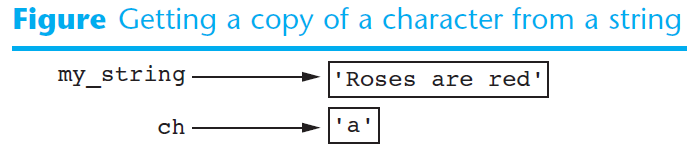 Figure Getting a copy of a character from a string
my_string 'Roses are red'
ch 'a'